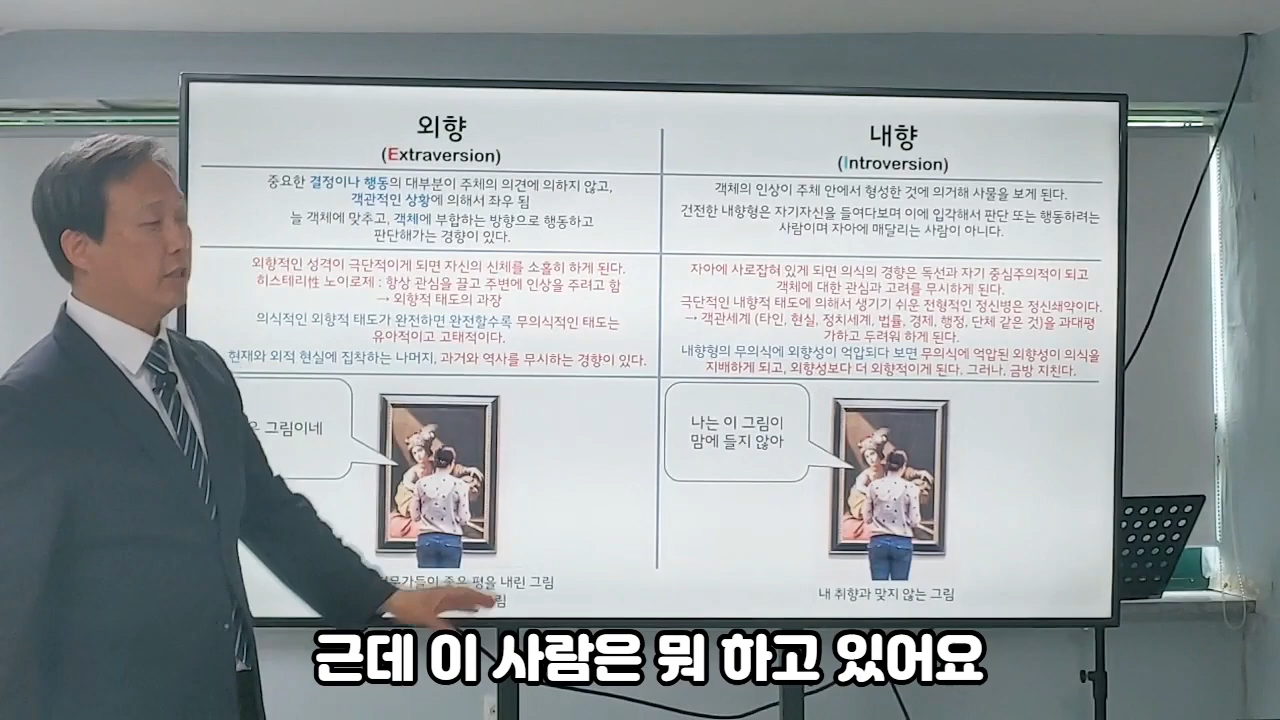 외향
(Extraversion)
중요한 결정이나 행동의 대부분이 주체의 의견에 의하지 않고,
객관적인 상황에 의해서 좌우 됨
늘 객체에 맞추고, 객체에 부합하는 방향으로 행동하고
판단해가는 경향이 있다.
외향적인 성격이 극단적이게 되면 자신의 신체를 소홀히 하게 된다.
히스테리性 노이로제 : 항상 관심을 끌고 주변에 인상을 주려고 함
→ 외향적 태도의 과장
의식적인 외향적 태도가 완전하면 완전할수록 무의식적인 태도는
유아적이고 고태적이다.
현재와 외적 현실에 집착하는 나머지, 과거와 역사를 무시하는 경향이 있다.
그림이네
평을 내린 그림
내향
(Introversion)
객체의 인상이 주체 안에서 형성한 것에 의거해 사물을 보게 된다.
건전한 내향형은 자기자신을 들여다보며 이에 입각해서 판단 또는 행동하려는
사람이며 자아에 매달리는 사람이 아니다.
자아에 사로잡혀 있게 되면 의식의 경향은 독선과 자기 중심주의적이 되고
객체에 대한 관심과 고려를 무시하게 된다.
극단적인 내향적 태도에 의해서 생기기 쉬운 전형적인 정신병은 정신쇄약이다.
→ 객관세계 (타인, 현실, 정치세계, 법률, 경제, 행정, 단체 같은 것)을 과대평
가하고 두려워 하게 된다.
내향형의 무의식에 외향성이 억압되다 보면 무의식에 억압된 외향성이 의식을
지배하게 되고, 외향성보다 더 외향적이게 된다. 그러나, 금방 지친다.
나는 이 그림이
맘에 들지 않아
내 취향과 맞지 않는 그림
근데 이 사람은 뭐 하고 있어요